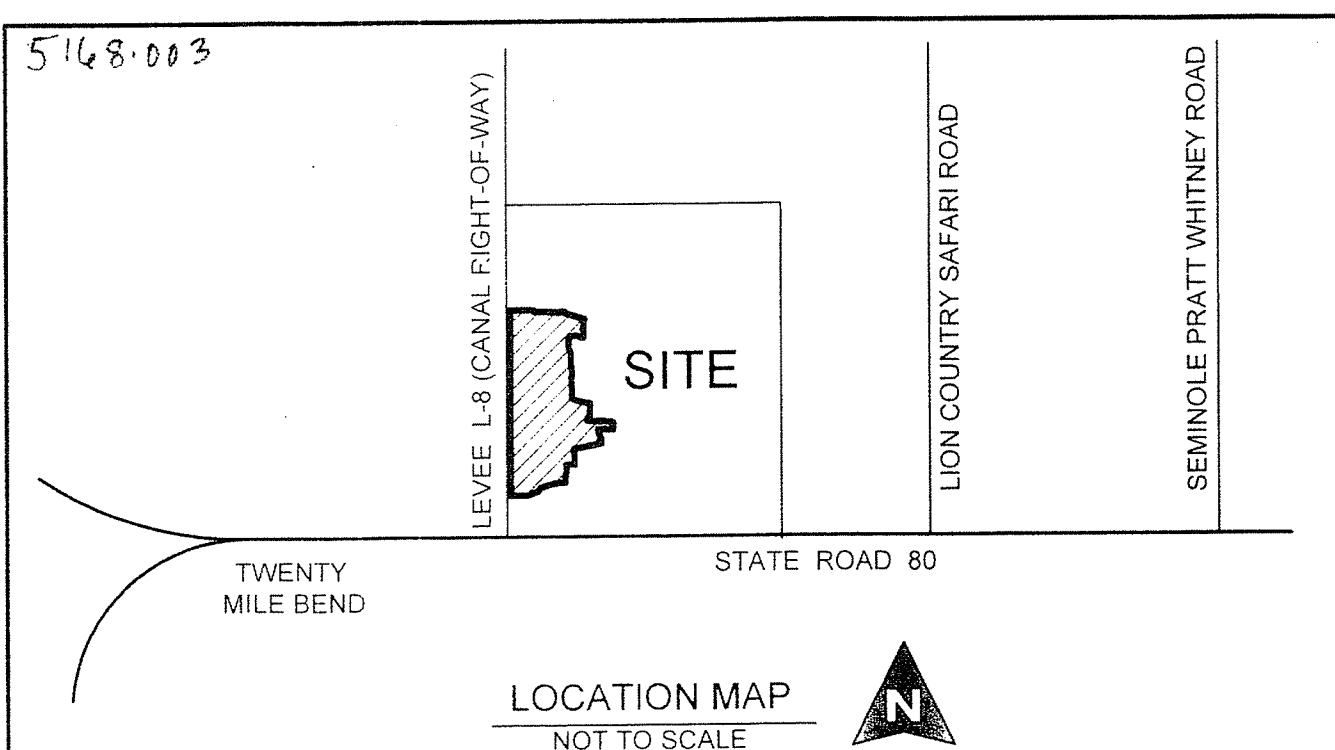 5168.003
LEVEE L-8 (CANAL RIGHT-OF-WAY)
SITE
LION COUNTRY SAFARI ROAD
SEMINOLE PRATT WHITNEY ROAD
STATE ROAD 80
TWENTY
MILE BEND
LOCATION MAP
NOT TO SCALE
N